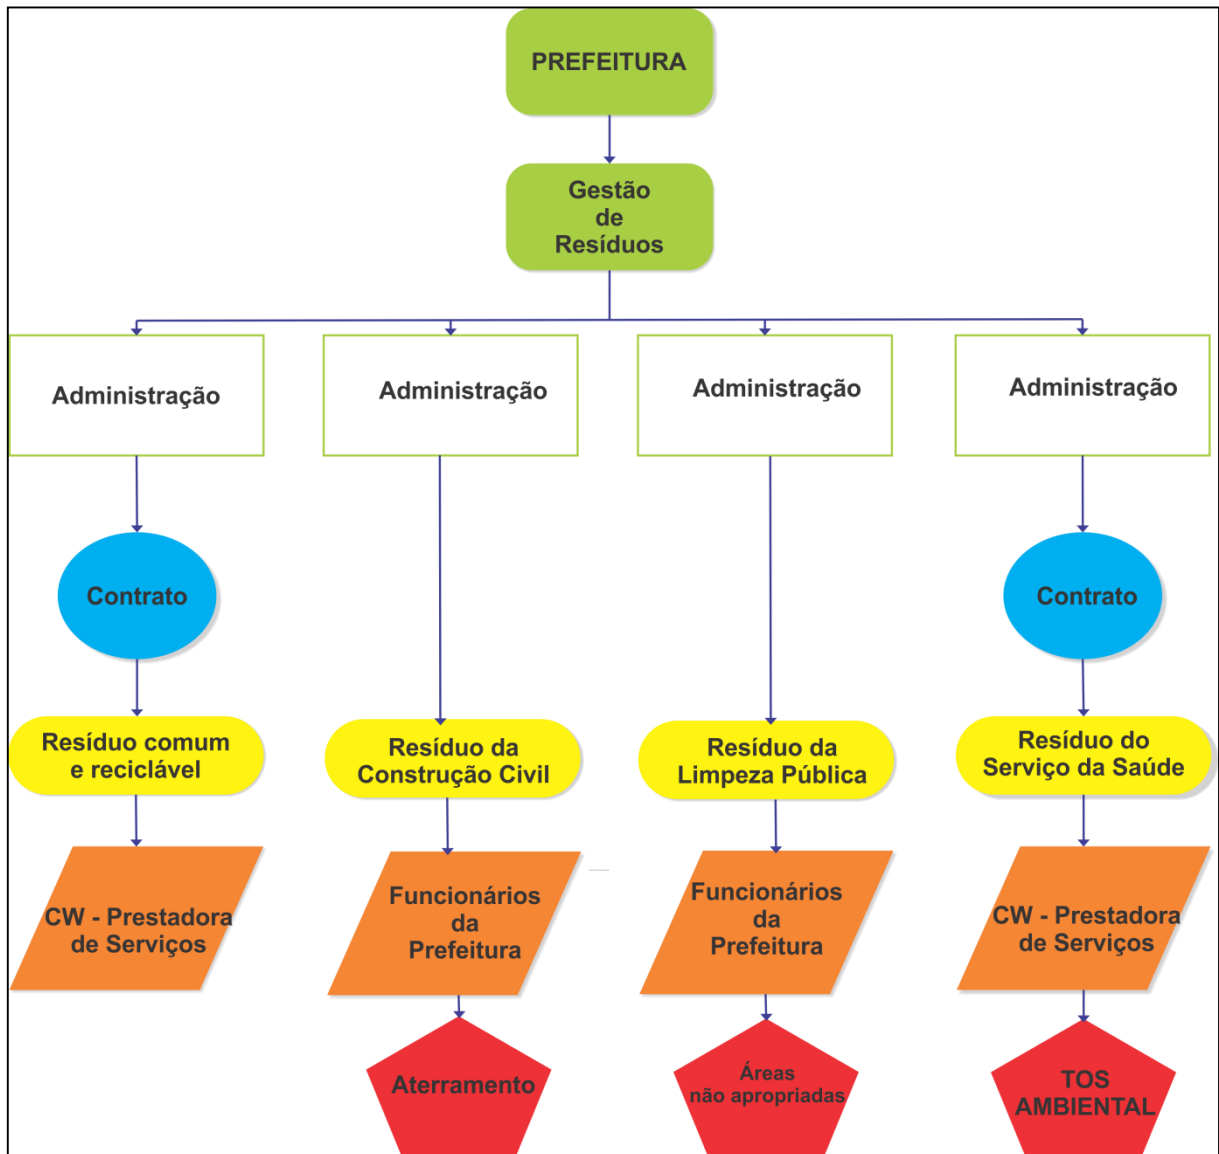 PREFEITURA
Gestão
de
Resíduos
Administração
Administração
Administração
Administração
Contrato
Contrato
Resíduo comum
e reciclável
Resíduo da
Construção Civil
Resíduo da
Limpeza Pública
Resíduo do
Serviço da Saúde
CW - Prestadora
de Serviços
Funcionários
da
Prefeitura
Funcionários
da
Prefeitura
CW - Prestadora
de Serviços
Aterramento
Áreas
não apropriadas
TOS
AMBIENTAL